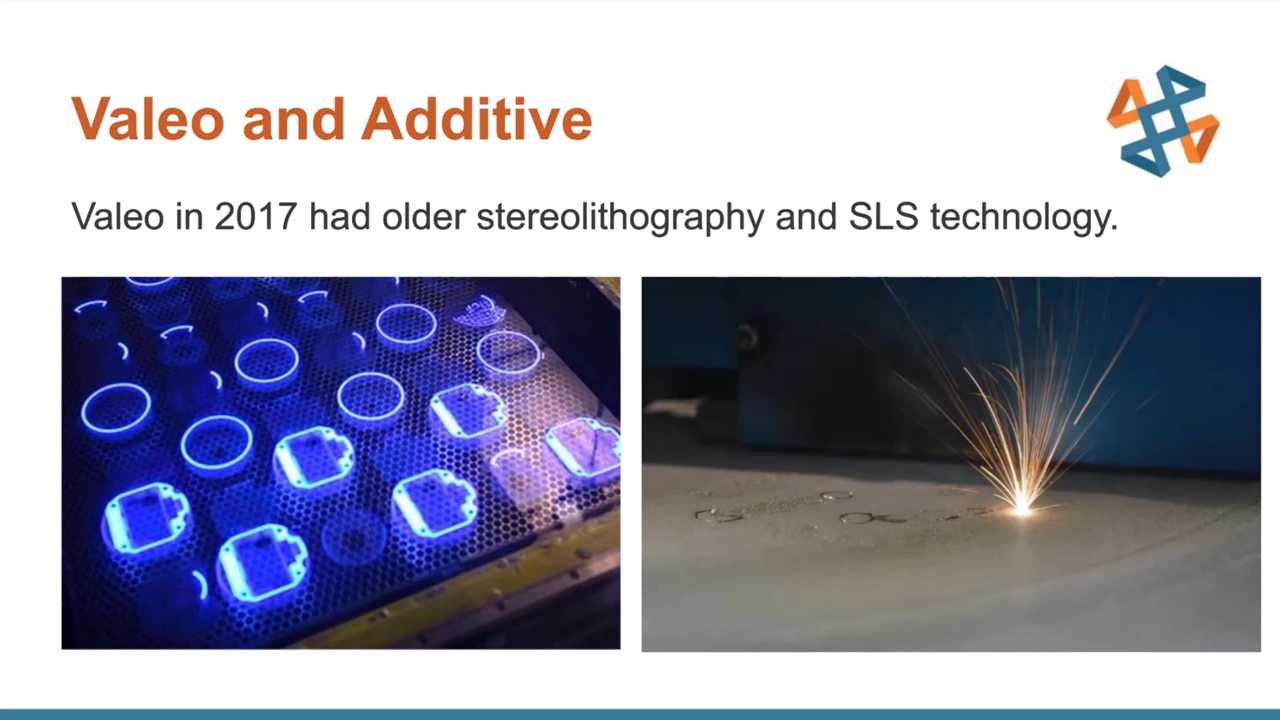 Valeo and Additive
Valeo in 2017 had older stereolithography and SLS technology.